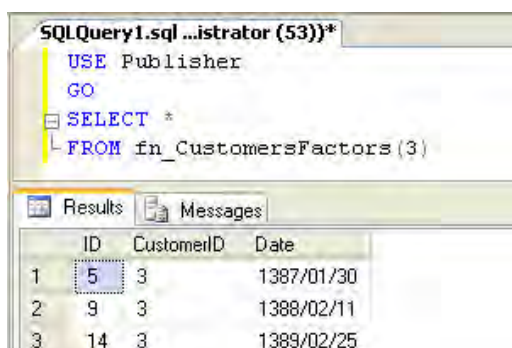 SQLQuery1.sql ...istrator (53))*
USE Publisher
GO
SELECT *
FROM fn_CustomersFactors(3)
Results Messages
ID CustomerID Date
1 5 3 1387/01/30
2 9 3 1388/02/11
3 14 3 1389/02/25